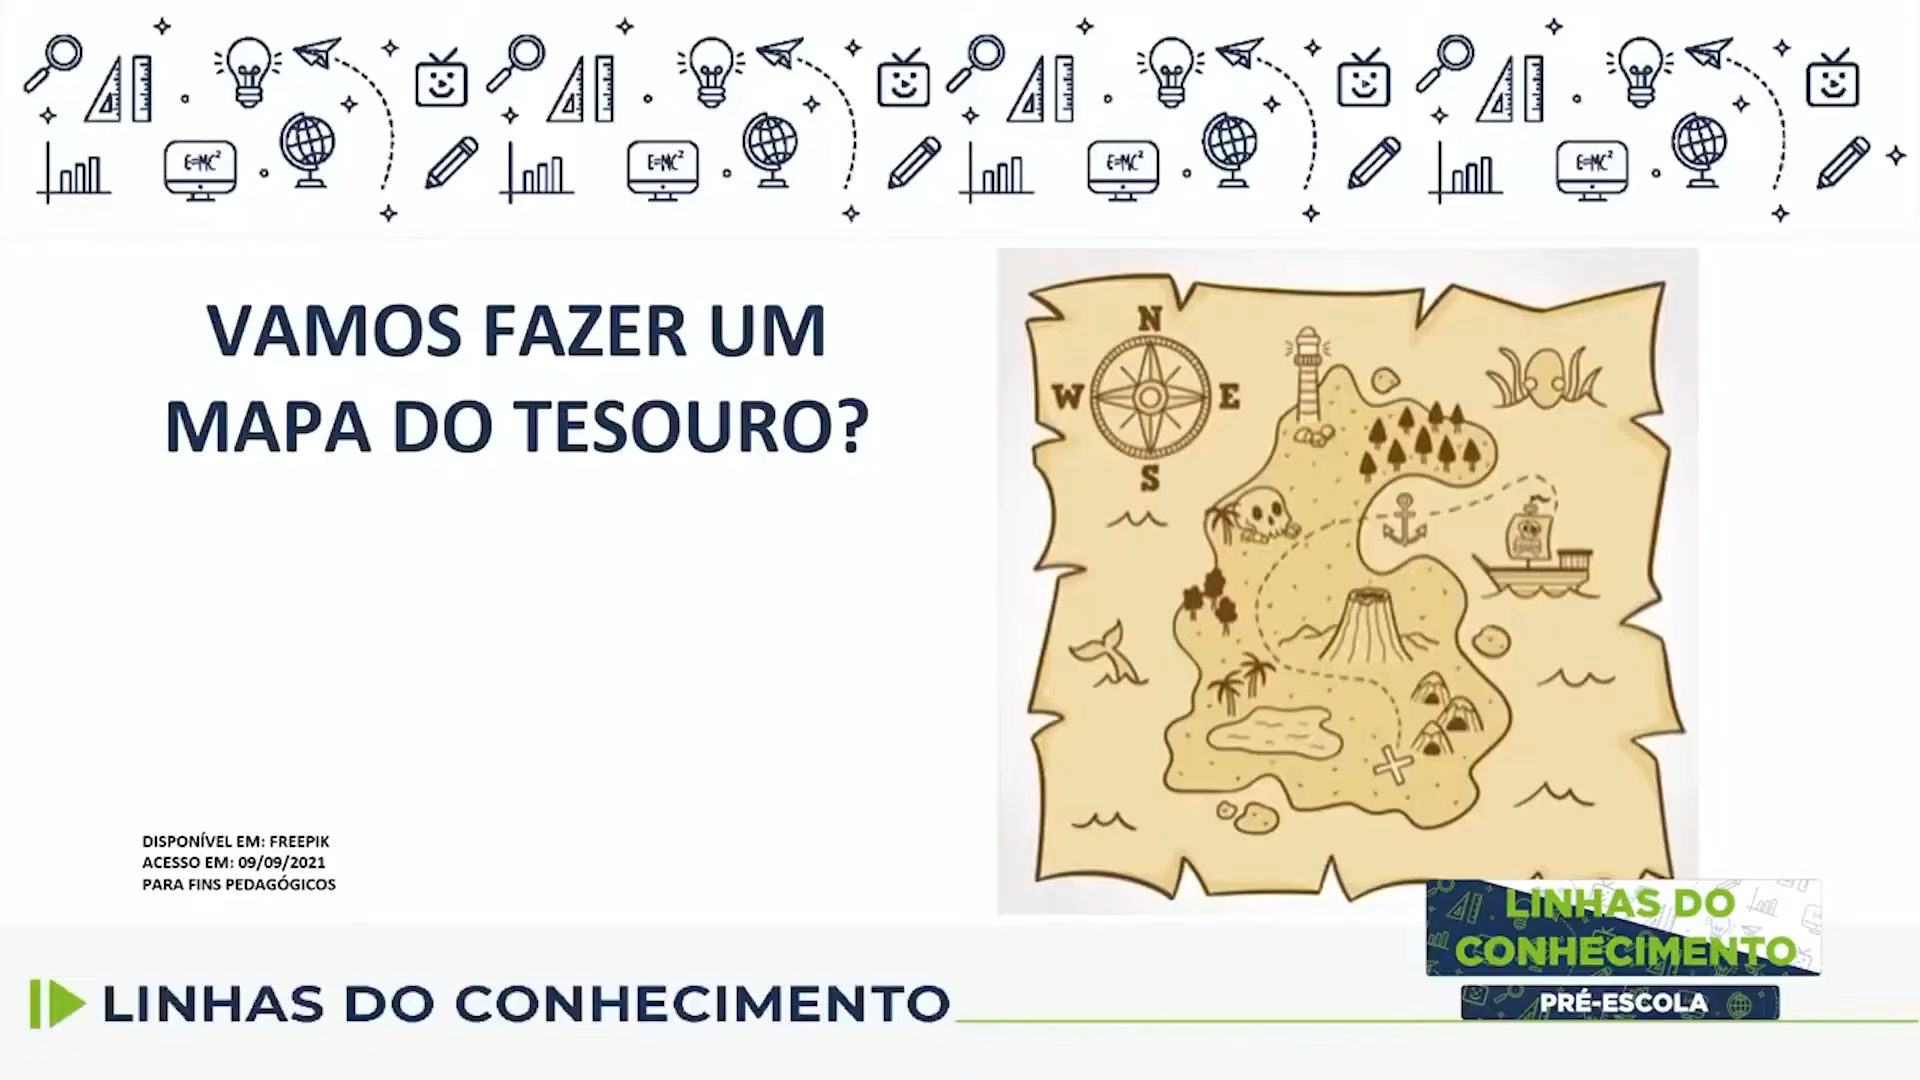 E=MC²
E=MC²
E=MC²
E=MC²
VAMOS FAZER UM
MAPA DO TESOURO?
N
W
E
S
DISPONÍVEL EM: FREEPIK
ACESSO EM: 09/09/2021
PARA FINS PEDAGÓGICOS
LINHAS DO
CONHECIMENTO
PRÉ-ESCOLA
LINHAS DO CONHECIMENTO